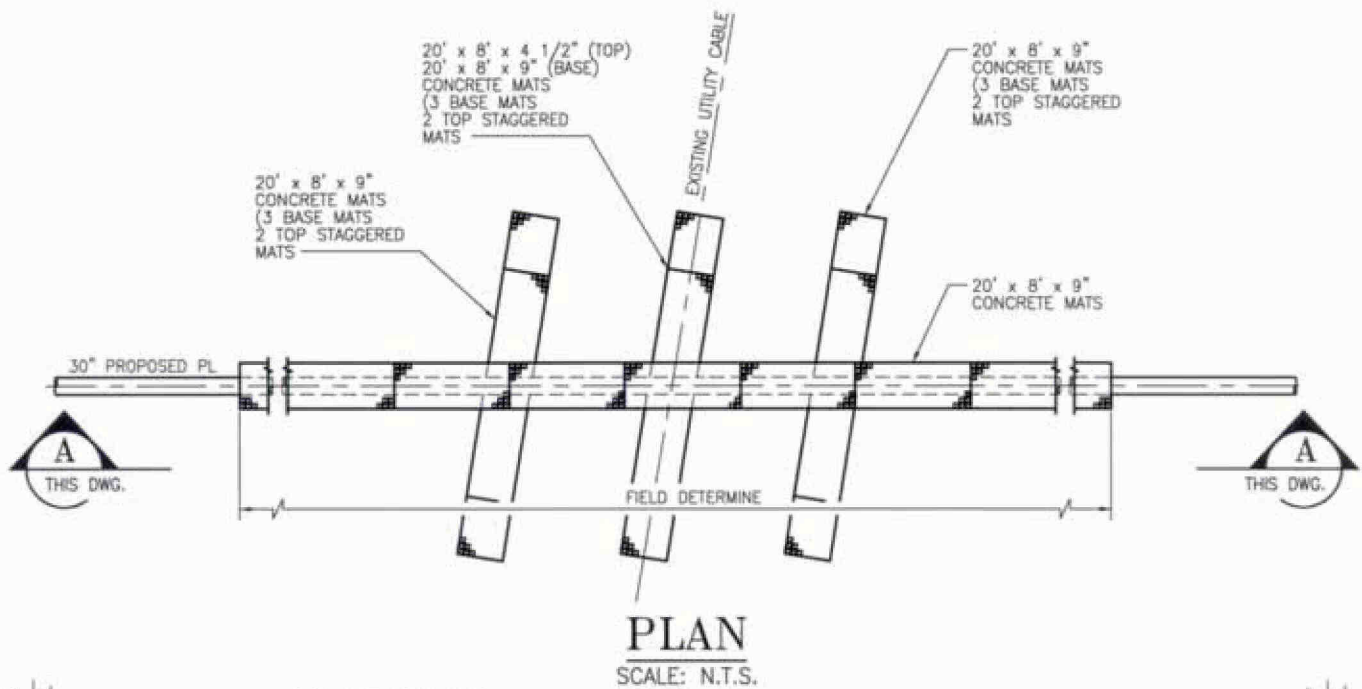 20' x 8' x 4 1/2" (TOP)
20' x 8' x 9" (BASE)
CONCRETE MATS
(3 BASE MATS
2 TOP STAGGERED
MATS
EXISTING UTILITY CABLE
20' x 8' x 9"
CONCRETE MATS
(3 BASE MATS
2 TOP STAGGERED
MATS
20' x 8' x 9"
CONCRETE MATS
(3 BASE MATS
2 TOP STAGGERED
MATS
20' x 8' x 9"
CONCRETE MATS
30" PROPOSED PL
A
THIS DWG.
FIELD DETERMINE
A
THIS DWG.
PLAN
SCALE: N.T.S.